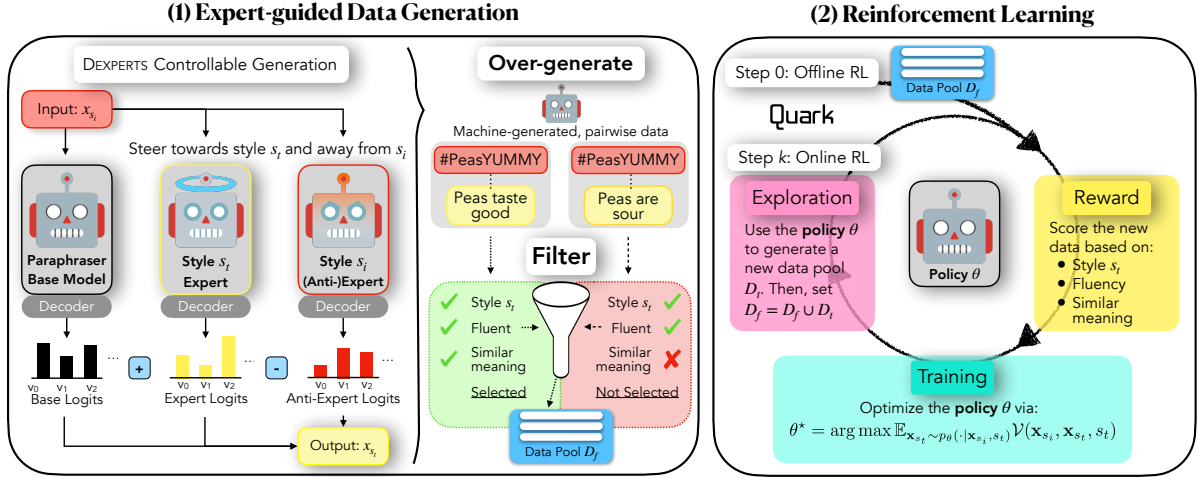 (1) Expert-guided Data Generation
DEXPERTS Controllable Generation
Input: x_{s_i}
Steer towards style s_t and away from s_i
Paraphraser
Base Model
Style s_t
Expert
Style s_i
(Anti-)Expert
Decoder
Decoder
Decoder
...
+
...
-
...
v₀ v₁ v₂
v₀ v₁ v₂
v₀ v₁ v₂
Base Logits
Expert Logits
Anti-Expert Logits
Output: x_{s_t}
Over-generate
Machine-generated, pairwise data
#PeasYUMMY
Peas taste
good
#PeasYUMMY
Peas are
sour
Filter
✓ Style s_t
✓ Fluent
✓ Similar
meaning
Selected
Style s_t ✓
Fluent ✓
Similar
meaning ✗
Not Selected
Data Pool D_f
(2) Reinforcement Learning
Step 0: Offline RL
Data Pool D_f
Quark
Step k: Online RL
Exploration
Use the policy θ
to generate a
new data pool
D_t. Then, set
D_f = D_f ∪ D_t
Policy θ
Reward
Score the new
data based on:
• Style s_t
• Fluency
• Similar
meaning
Training
Optimize the policy θ via:
θ* = arg max 𝔼_{x_{s_t}∼p_θ(·|x_{s_i},s_t)} 𝒱(x_{s_i}, x_{s_t}, s_t)